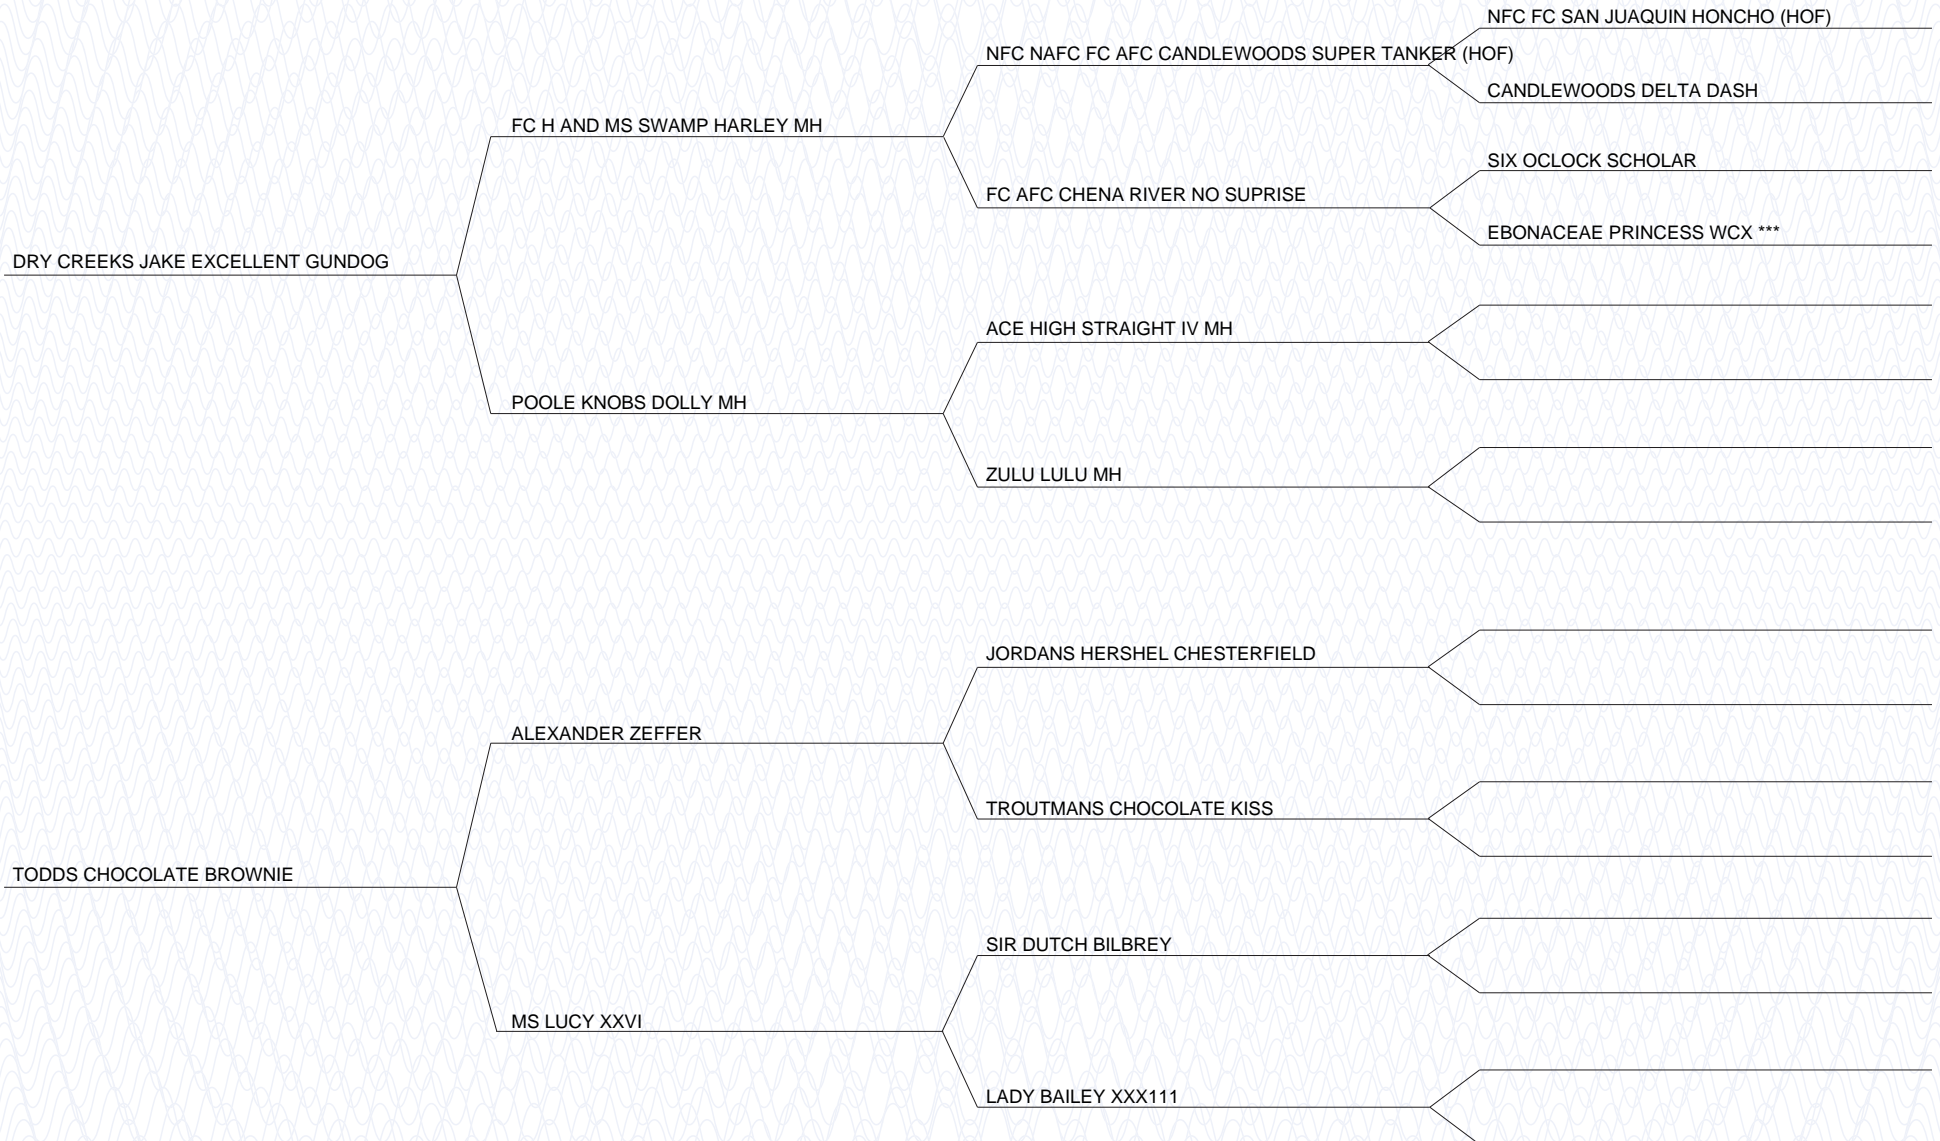 NFC FC SAN JUAQUIN HONCHO (HOF)
NFC NAFC FC AFC CANDLEWOODS SUPER TANKER (HOF)
CANDLEWOODS DELTA DASH
FC H AND MS SWAMP HARLEY MH
SIX OCLOCK SCHOLAR
FC AFC CHENA RIVER NO SUPRISE
EBONACEAE PRINCESS WCX ***
DRY CREEKS JAKE EXCELLENT GUNDOG
ACE HIGH STRAIGHT IV MH
POOLE KNOBS DOLLY MH
ZULU LULU MH
JORDANS HERSHEL CHESTERFIELD
ALEXANDER ZEFFER
TROUTMANS CHOCOLATE KISS
TODDS CHOCOLATE BROWNIE
SIR DUTCH BILBREY
MS LUCY XXVI
LADY BAILEY XXX111